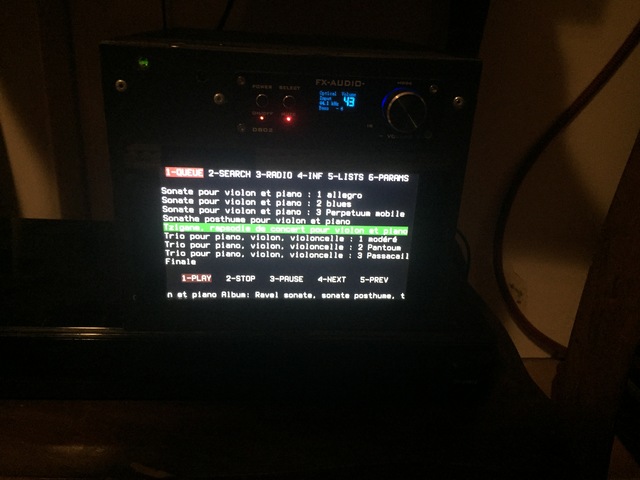 FX-AUDIO
POWER SELECT
Optical Volume
Input 43
44.1 kHz
1-QUEUE 2-SEARCH 3-RADIO 4-INF 5-LISTS 6-PARAMS
Sonate pour violon et piano : 1 allegro
Sonate pour violon et piano : 2 blues
Sonate pour violon et piano : 3 Perpetuum mobile
Sonathe posthume pour violon et piano
Tzigane, rapsodie de concert pour violon et piano
Trio pour piano, violon, violoncelle : 1 modéré
Trio pour piano, violon, violoncelle : 2 Pantoum
Trio pour piano, violon, violoncelle : 3 Passacail
Finale
1-PLAY 2-STOP 3-PAUSE 4-NEXT 5-PREV
n et piano Album: Ravel sonate, sonate posthume, t